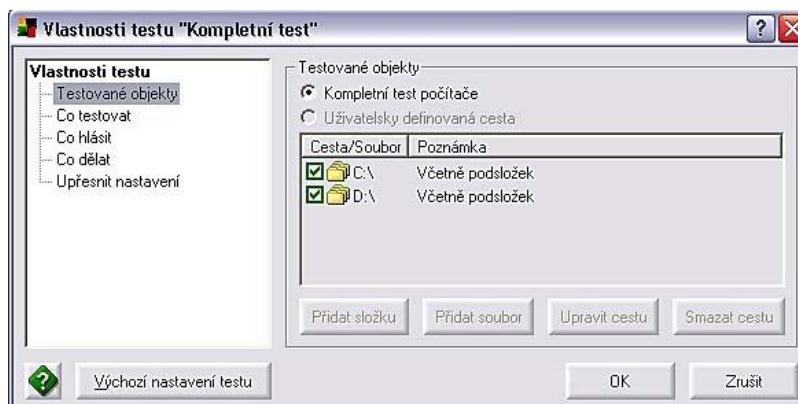 Vlastnosti testu "Kompletní test"
Vlastnosti testu
Testované objekty
Co testovat
Co hlásit
Co dělat
Upřesnit nastavení
Testované objekty
Kompletní test počítače
Uživatelsky definovaná cesta
Cesta/Soubor Poznámka
C:\ Včetně podsložek
D:\ Včetně podsložek
Přidat složku Přidat soubor Upravit cestu Smazat cestu
Výchozí nastavení testu OK Zrušit